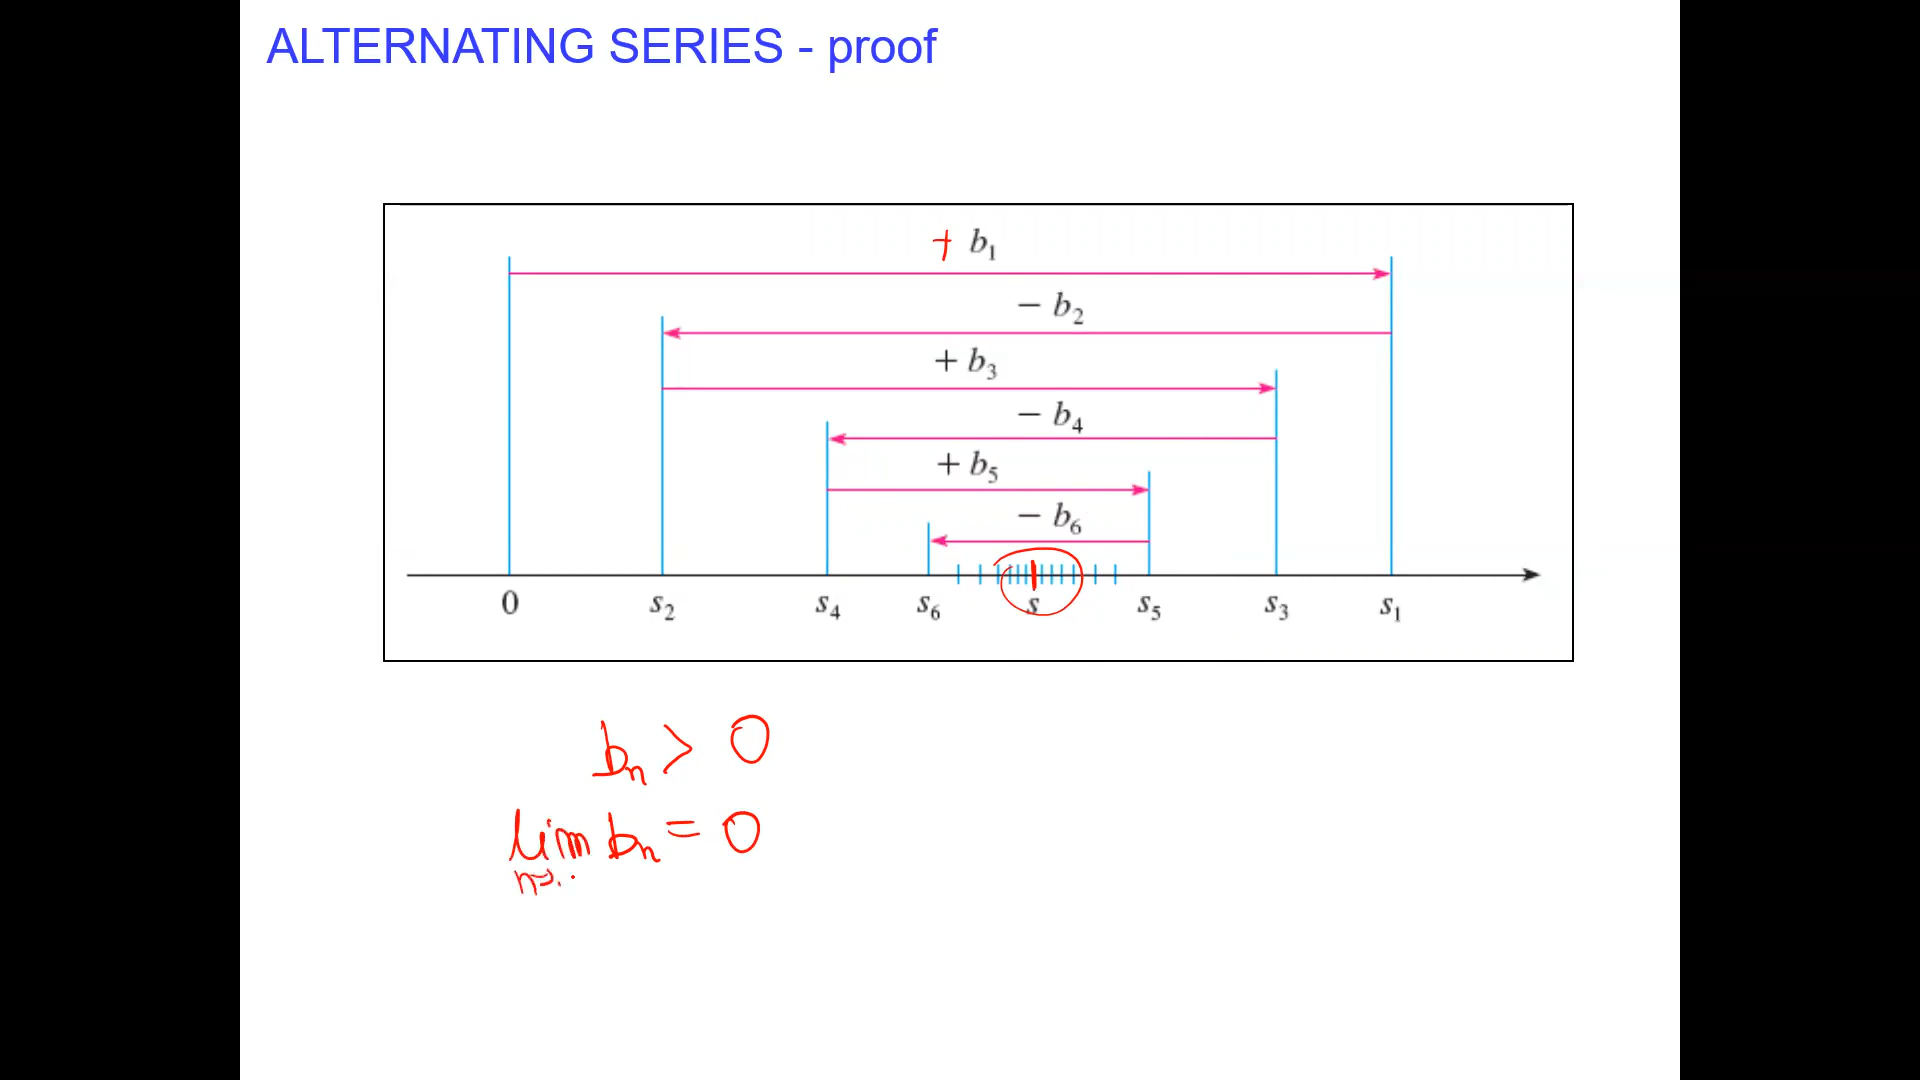 ALTERNATING SERIES - proof
+ b₁
− b₂
+ b₃
− b₄
+ b₅
− b₆
0 s₂ s₄ s₆ s s₅ s₃ s₁
bₙ > 0
lim bₙ = 0
n→